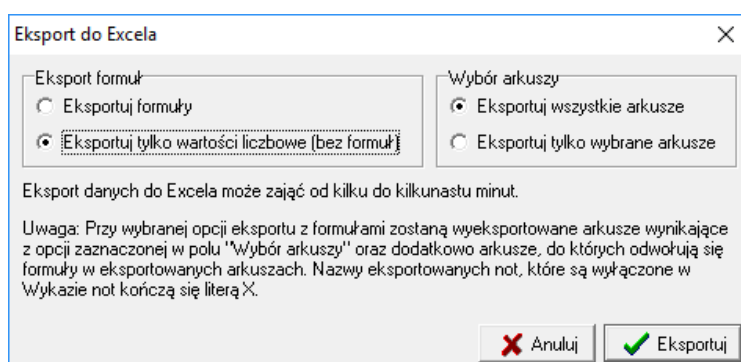 Eksport do Excela
Eksport formuł
Eksportuj formuły
Eksportuj tylko wartości liczbowe (bez formuł)
Wybór arkuszy
Eksportuj wszystkie arkusze
Eksportuj tylko wybrane arkusze
Eksport danych do Excela może zająć od kilku do kilkunastu minut.
Uwaga: Przy wybranej opcji eksportu z formułami zostaną wyeksportowane arkusze wynikające
z opcji zaznaczonej w polu "Wybór arkuszy" oraz dodatkowo arkusze, do których odwołują się
formuły w eksportowanych arkuszach. Nazwy eksportowanych not, które są wyłączone w
Wykazie not kończą się literą X.
Anuluj
Eksportuj